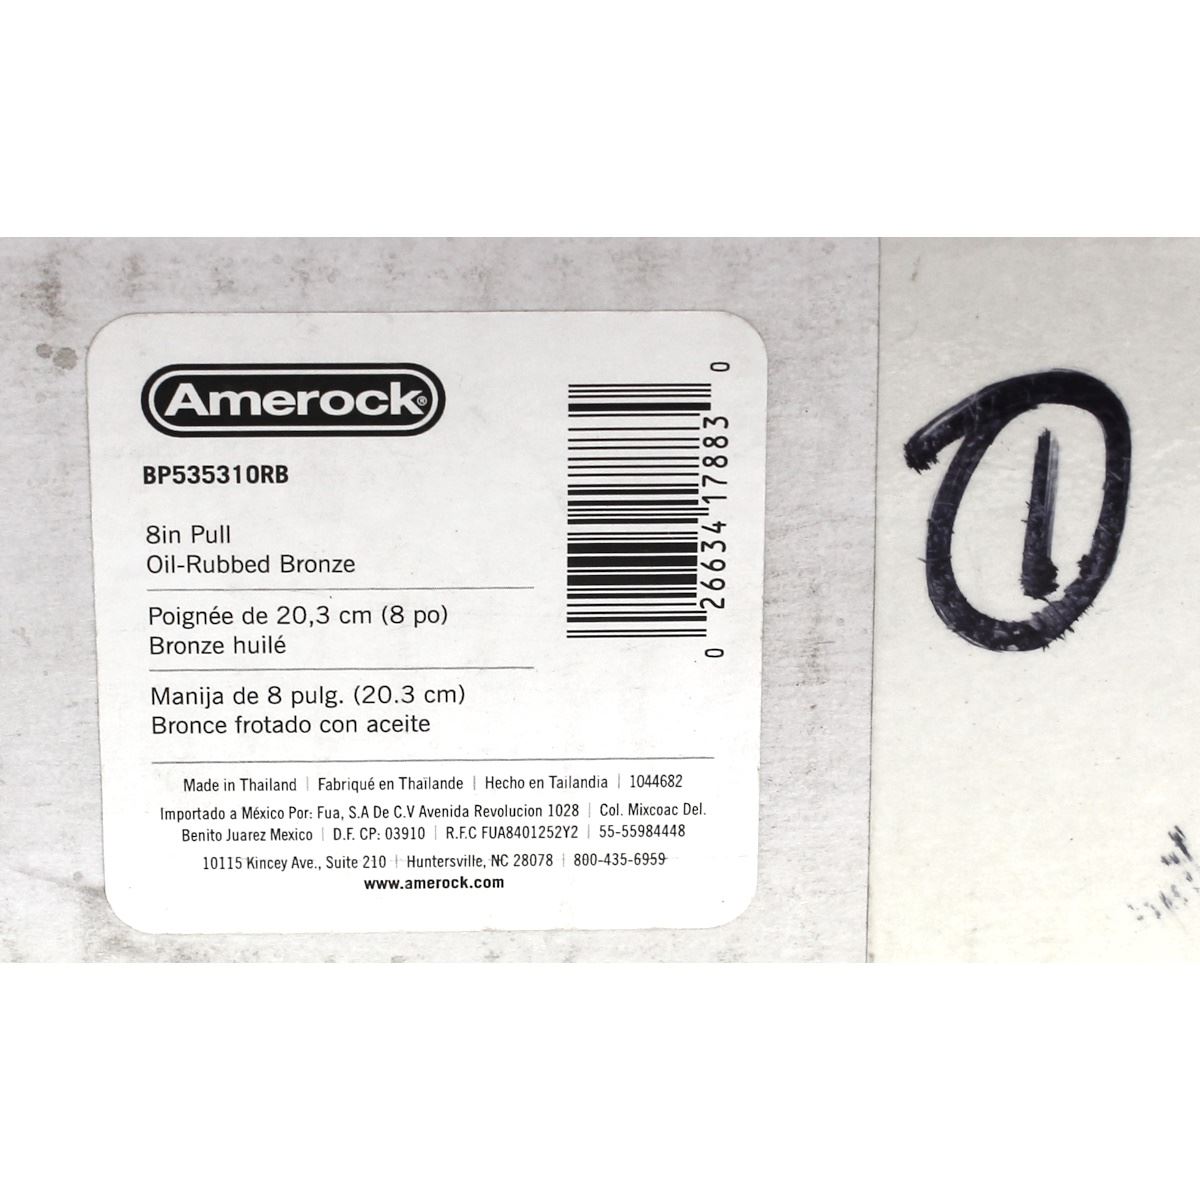 Amerock®
BP535310RB
8in Pull
Oil-Rubbed Bronze
Poignée de 20,3 cm (8 po)
Bronze huilé
Manija de 8 pulg. (20.3 cm)
Bronce frotado con aceite
0 26634 17883 0
Made in Thailand | Fabriqué en Thaïlande | Hecho en Tailandia | 1044682
Importado a México Por: Fua, S.A De C.V Avenida Revolucion 1028 | Col. Mixcoac Del.
Benito Juarez Mexico | D.F. CP: 03910 | R.F.C FUA8401252Y2 | 55-55984448
10115 Kincey Ave., Suite 210 | Huntersville, NC 28078 | 800-435-6959
www.amerock.com
1